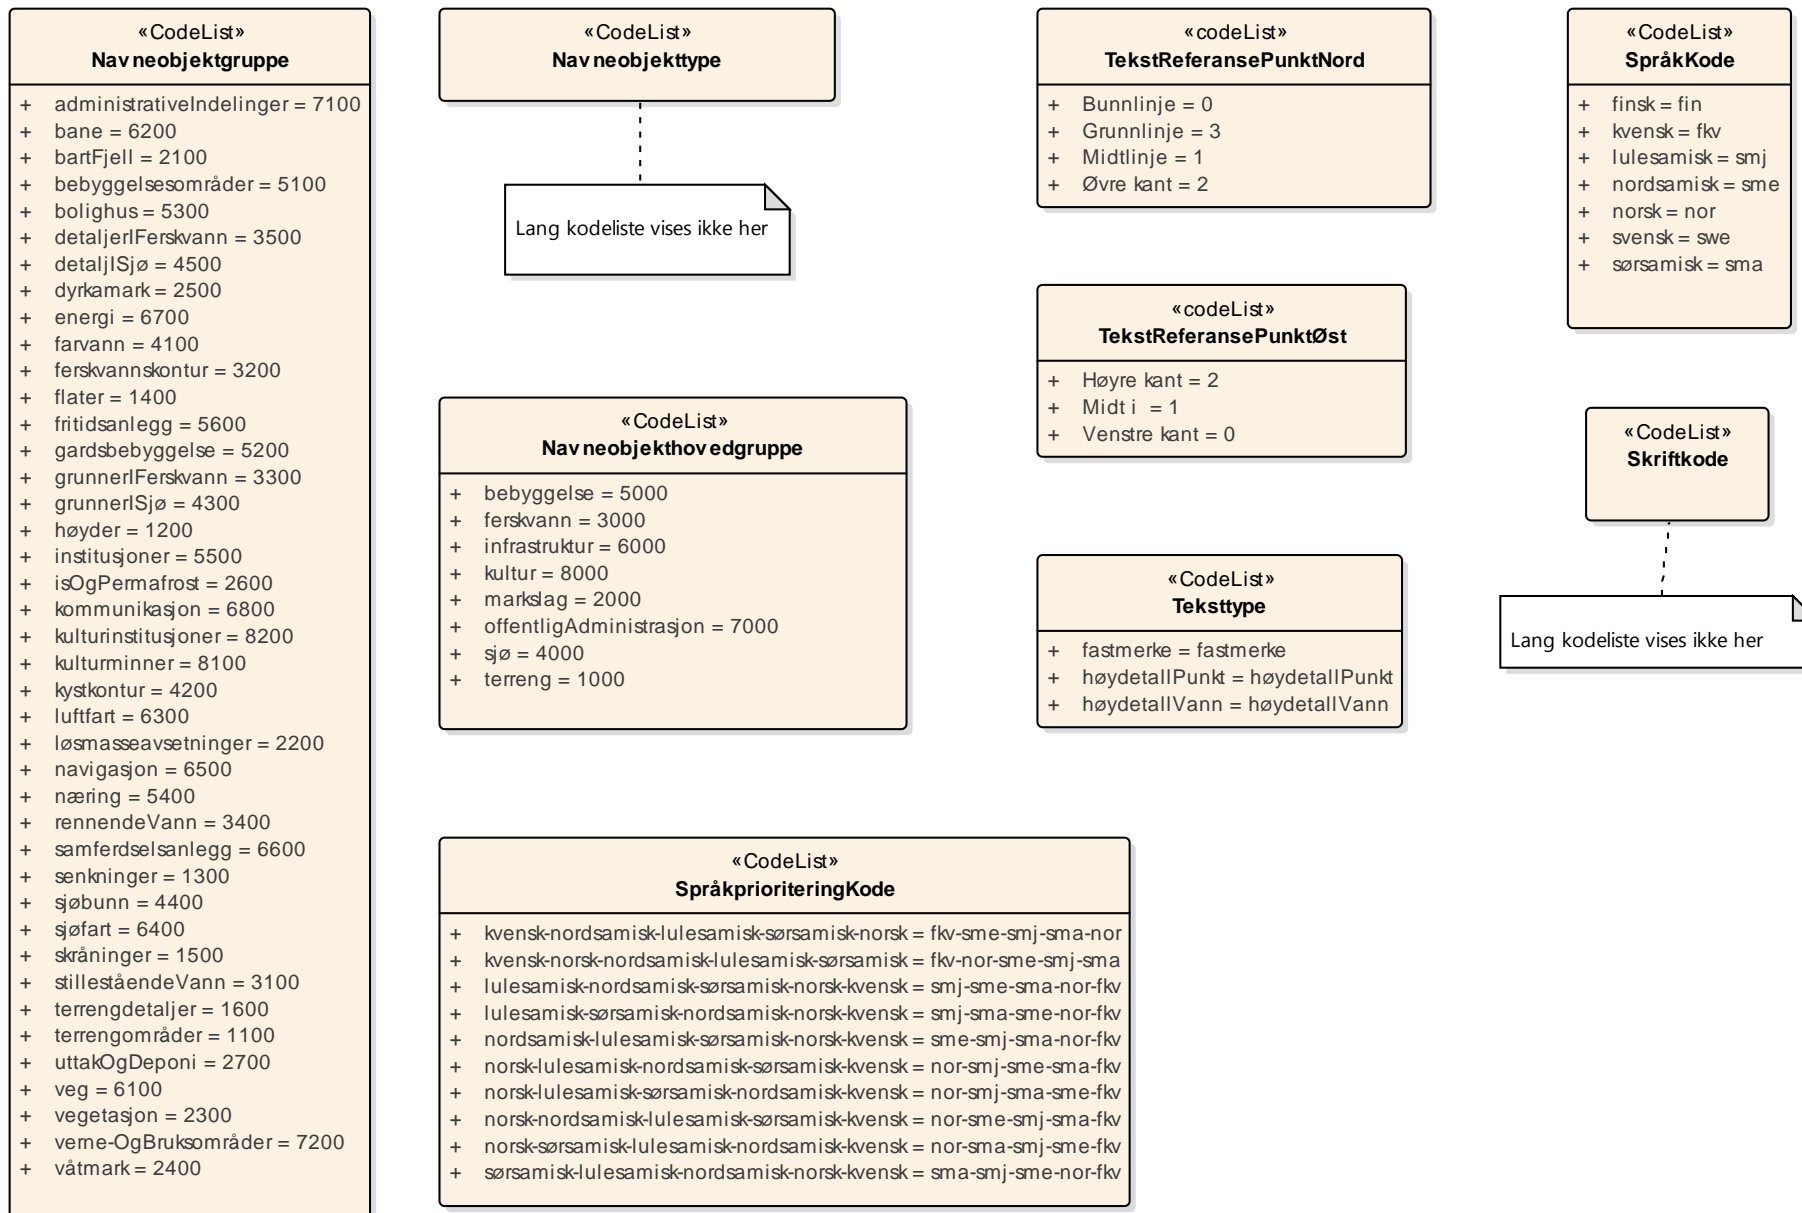 «CodeList»
Navneobjektgruppe
+ administrativeIndelinger = 7100
+ bane = 6200
+ bartFjell = 2100
+ bebyggelsesområder = 5100
+ bolighus = 5300
+ detaljerIFerskvann = 3500
+ detaljISjø = 4500
+ dyrkamark = 2500
+ energi = 6700
+ farvann = 4100
+ ferskvannskontur = 3200
+ flater = 1400
+ fritidsanlegg = 5600
+ gardsbebyggelse = 5200
+ grunnerIFerskvann = 3300
+ grunnerISjø = 4300
+ høyder = 1200
+ institusjoner = 5500
+ isOgPermafrost = 2600
+ kommunikasjon = 6800
+ kulturinstitusjoner = 8200
+ kulturminner = 8100
+ kystkontur = 4200
+ luftfart = 6300
+ løsmasseavsetninger = 2200
+ navigasjon = 6500
+ næring = 5400
+ rennendeVann = 3400
+ samferdselsanlegg = 6600
+ senkninger = 1300
+ sjøbunn = 4400
+ sjøfart = 6400
+ skråninger = 1500
+ stilleståendeVann = 3100
+ terrengdetaljer = 1600
+ terrengområder = 1100
+ uttakOgDeponi = 2700
+ veg = 6100
+ vegetasjon = 2300
+ verne-OgBruksområder = 7200
+ våtmark = 2400
«CodeList»
Navneobjekttype
Lang kodeliste vises ikke her
«CodeList»
Navneobjekthovedgruppe
+ bebyggelse = 5000
+ ferskvann = 3000
+ infrastruktur = 6000
+ kultur = 8000
+ markslag = 2000
+ offentligAdministrasjon = 7000
+ sjø = 4000
+ terreng = 1000
«CodeList»
SpråkprioriteringKode
+ kvensk-nordsamisk-lulesamisk-sørsamisk-norsk = fkv-sme-smj-sma-nor
+ kvensk-norsk-nordsamisk-lulesamisk-sørsamisk = fkv-nor-sme-smj-sma
+ lulesamisk-nordsamisk-sørsamisk-norsk-kvensk = smj-sme-sma-nor-fkv
+ lulesamisk-sørsamisk-nordsamisk-norsk-kvensk = smj-sma-sme-nor-fkv
+ nordsamisk-lulesamisk-sørsamisk-norsk-kvensk = sme-smj-sma-nor-fkv
+ norsk-lulesamisk-nordsamisk-sørsamisk-kvensk = nor-smj-sme-sma-fkv
+ norsk-lulesamisk-sørsamisk-nordsamisk-kvensk = nor-smj-sma-sme-fkv
+ norsk-nordsamisk-lulesamisk-sørsamisk-kvensk = nor-sme-smj-sma-fkv
+ norsk-sørsamisk-lulesamisk-nordsamisk-kvensk = nor-sma-smj-sme-fkv
+ sørsamisk-lulesamisk-nordsamisk-norsk-kvensk = sma-smj-sme-nor-fkv
«codeList»
TekstReferansePunktNord
+ Bunnlinje = 0
+ Grunnlinje = 3
+ Midtlinje = 1
+ Øvre kant = 2
«codeList»
TekstReferansePunktØst
+ Høyre kant = 2
+ Midt i = 1
+ Venstre kant = 0
«CodeList»
Teksttype
+ fastmerke = fastmerke
+ høydetallPunkt = høydetallPunkt
+ høydetallVann = høydetallVann
«CodeList»
SpråkKode
+ finsk = fin
+ kvensk = fkv
+ lulesamisk = smj
+ nordsamisk = sme
+ norsk = nor
+ svensk = swe
+ sørsamisk = sma
«CodeList»
Skriftkode
Lang kodeliste vises ikke her